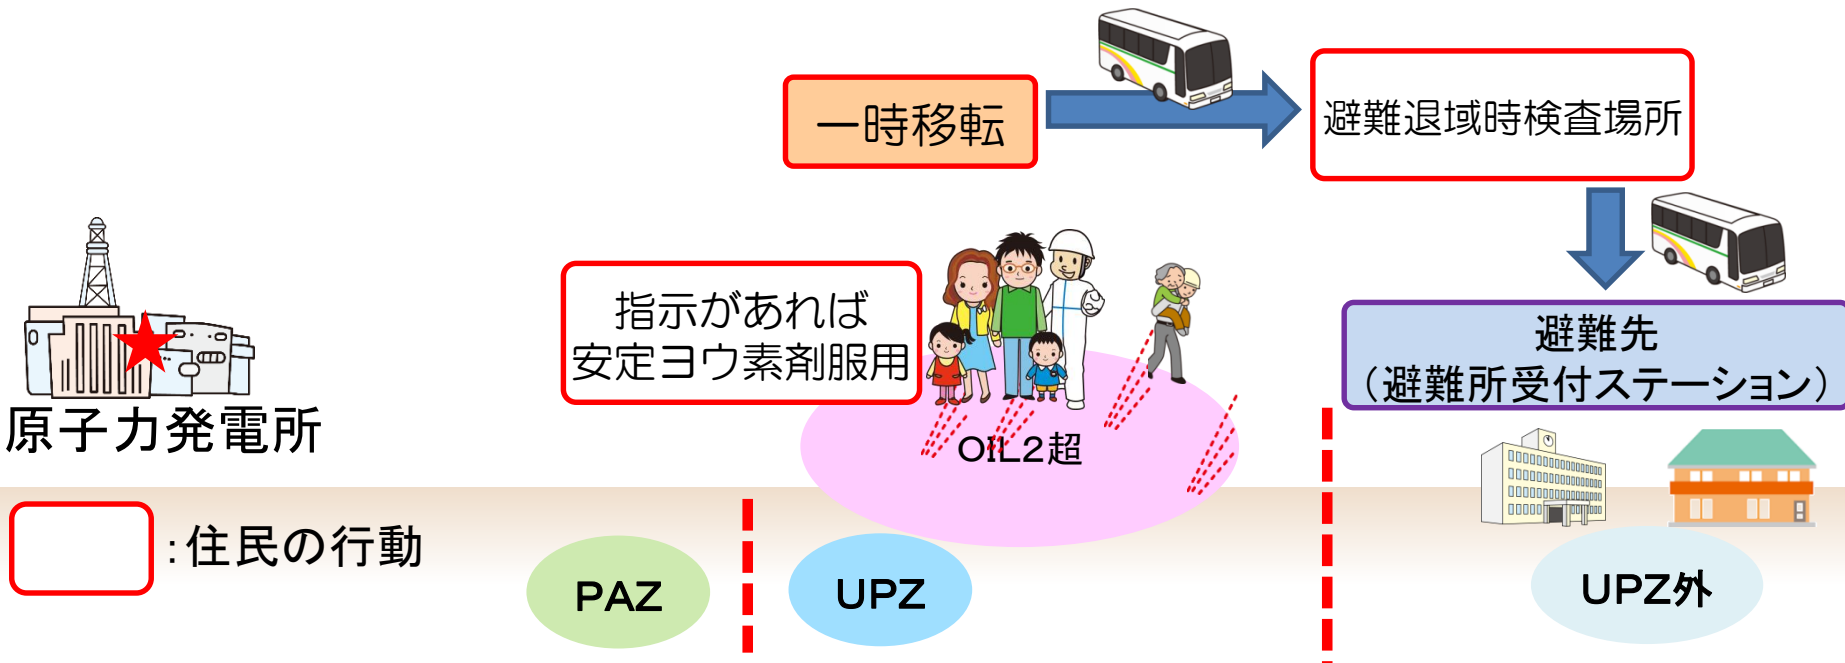 一時移転
避難退域時検査場所
指示があれば
安定ヨウ素剤服用
避難先
（避難所受付ステーション）
原子力発電所
OIL2超
：住民の行動
PAZ
UPZ
UPZ外